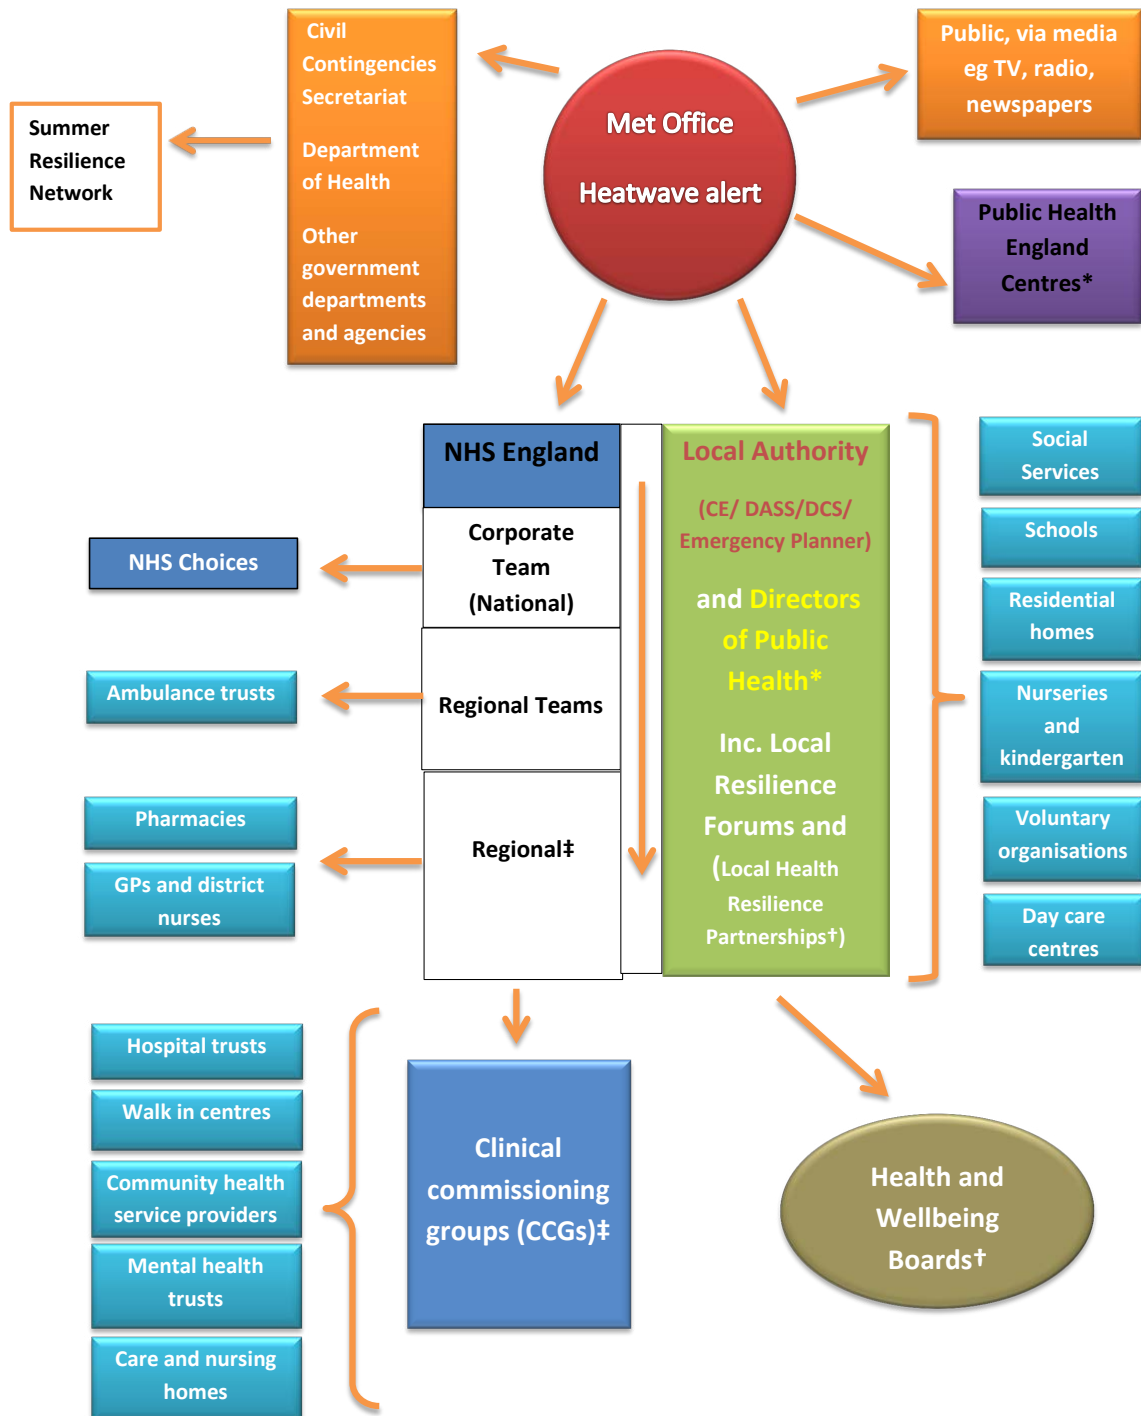 Civil
Contingencies
Secretariat
Department
of Health
Other
government
departments
and agencies
Summer
Resilience
Network
Met Office
Heatwave alert
Public, via media
eg TV, radio,
newspapers
Public Health
England
Centres*
NHS England
Corporate
Team
(National)
Regional Teams
Regional‡
NHS Choices
Ambulance trusts
Pharmacies
GPs and district
nurses
Local Authority
(CE/ DASS/DCS/
Emergency Planner)
and Directors
of Public
Health*
Inc. Local
Resilience
Forums and
(Local Health
Resilience
Partnerships†)
Social
Services
Schools
Residential
homes
Nurseries
and
kindergarten
Voluntary
organisations
Day care
centres
Hospital trusts
Walk in centres
Community health
service providers
Mental health
trusts
Care and nursing
homes
Clinical
commissioning
groups (CCGs)‡
Health and
Wellbeing
Boards†